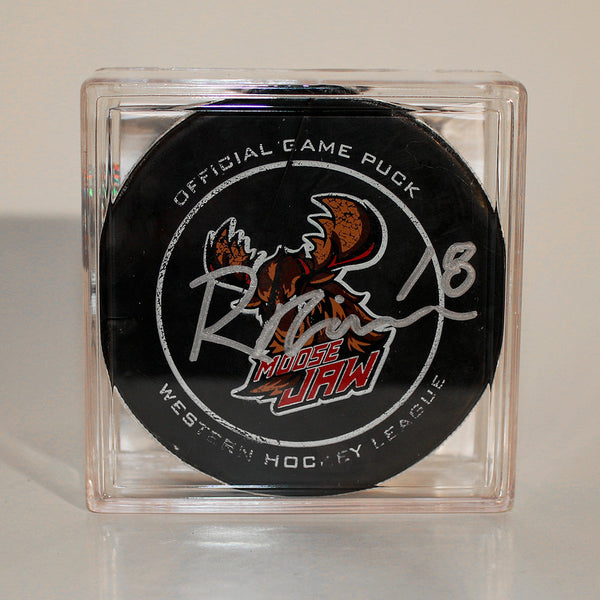 OFFICIAL GAME PUCK
18
MOOSE
JAW
WESTERN HOCKEY LEAGUE